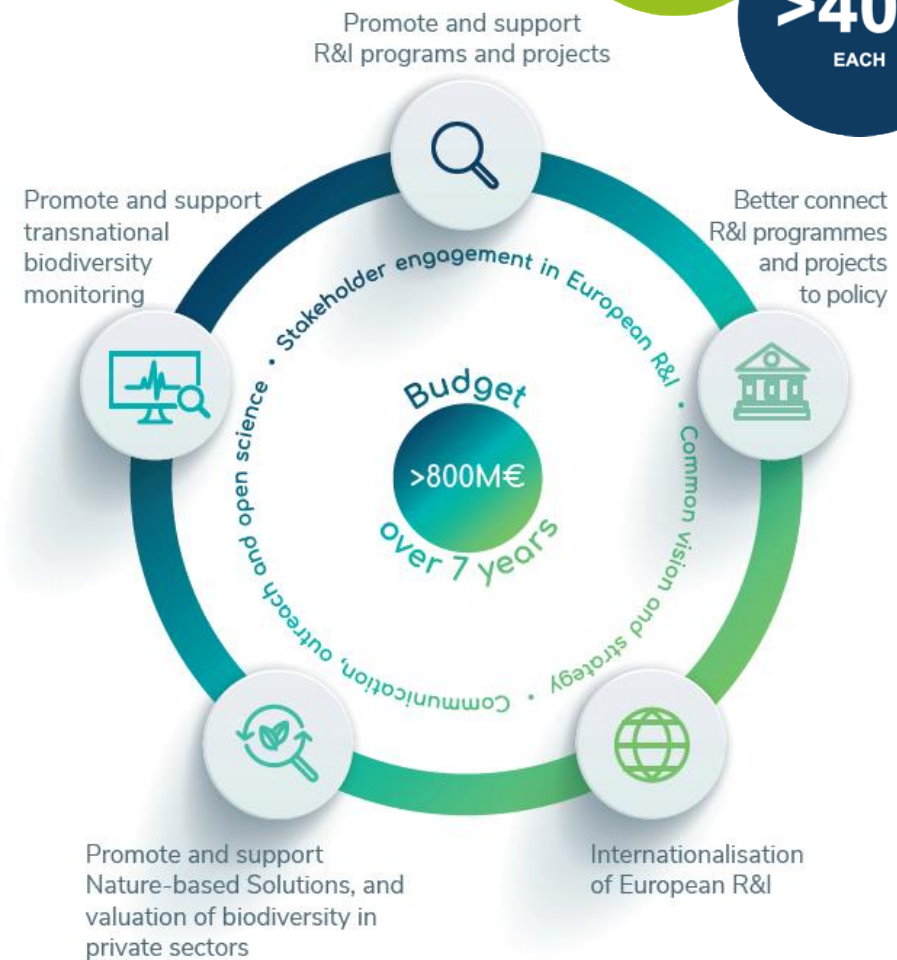 Promote and support
R&I programs and projects
>40
EACH
Promote and support
transnational
biodiversity
monitoring
Better connect
R&I programmes
and projects
to policy
• Stakeholder engagement in European R&I • Common vision and strategy • Communication, outreach and open science
Budget
>800M€
over 7 years
Promote and support
Nature-based Solutions, and
valuation of biodiversity in
private sectors
Internationalisation
of European R&I